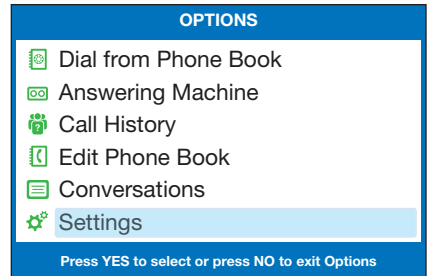 OPTIONS
Dial from Phone Book
Answering Machine
Call History
Edit Phone Book
Conversations
Settings
Press YES to select or press NO to exit Options